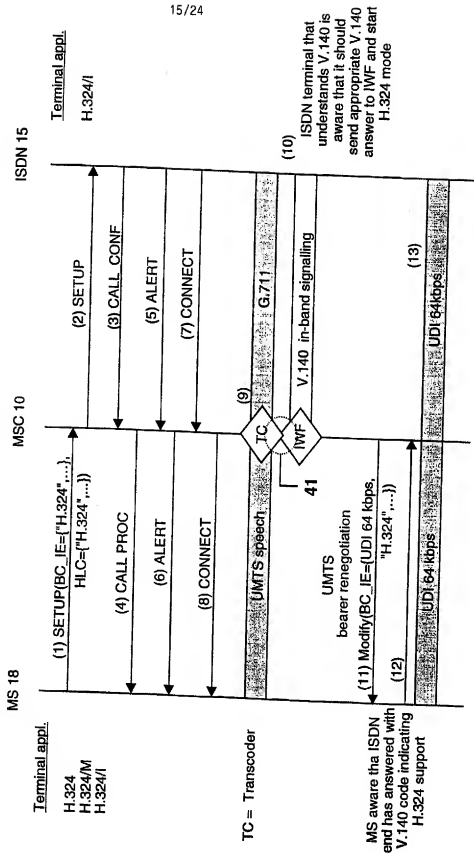 15/24
MS 18
MSC 10
ISDN 15
Terminal appl.
H.324
H.324/M
H.324/I
Terminal appl.
H.324/I
(1) SETUP(BC_IE={"H.324",...},
HLC={"H.324",...})
(2) SETUP
(3) CALL CONF
(4) CALL PROC
(5) ALERT
(6) ALERT
(7) CONNECT
(8) CONNECT
TC = Transcoder
UMTS speech
(9)
TC
G.711
IWF
V.140 in-band signalling
(10)
ISDN terminal that
understands V.140 is
aware that it should
send appropriate V.140
answer to IWF and start
H.324 mode
41
UMTS
bearer renegotiation
(11) Modify(BC_IE={UDI 64 kbps,
"H.324",...})
(12)
MS aware tha ISDN
end has answered with
V.140 code indicating
H.324 support
UDI 64 kbps
UDI 64kbps
(13)